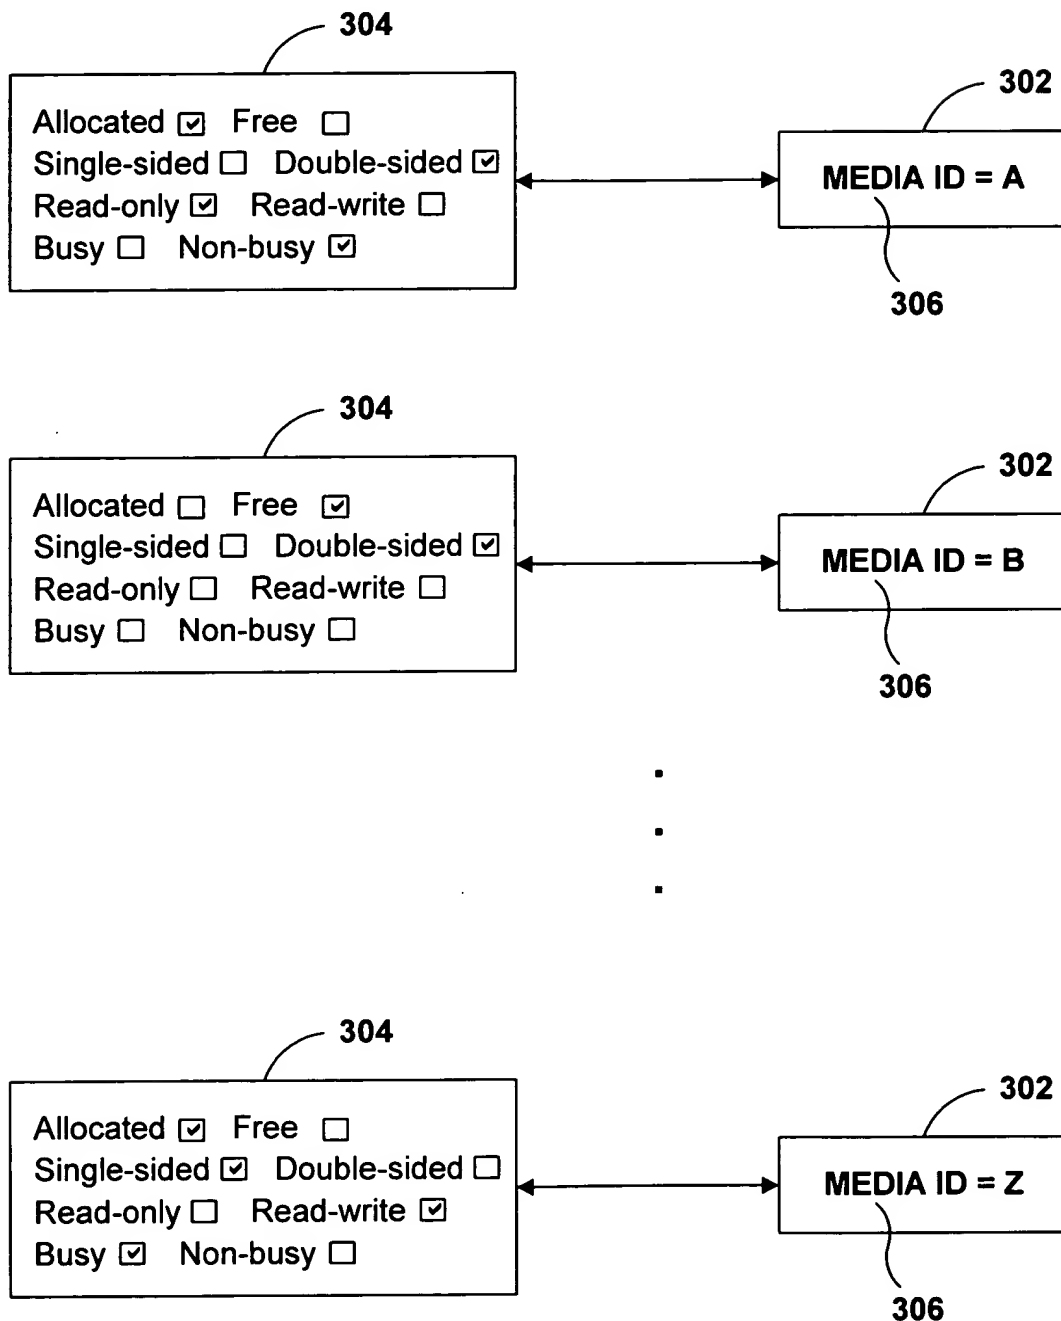 304
302
Allocated ☑ Free ☐
Single-sided ☐ Double-sided ☑
Read-only ☑ Read-write ☐
Busy ☐ Non-busy ☑
MEDIA ID = A
306
304
302
Allocated ☐ Free ☑
Single-sided ☐ Double-sided ☑
Read-only ☐ Read-write ☐
Busy ☐ Non-busy ☐
MEDIA ID = B
306
304
302
Allocated ☑ Free ☐
Single-sided ☑ Double-sided ☐
Read-only ☐ Read-write ☑
Busy ☑ Non-busy ☐
MEDIA ID = Z
306